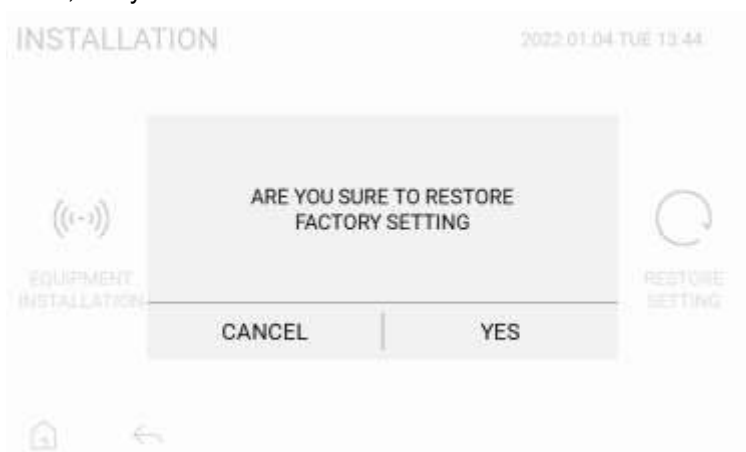 INSTALLATION
2022.01.04 TUE 13:44
ARE YOU SURE TO RESTORE
FACTORY SETTING
EQUIPMENT
INSTALLATION
RESTORE
SETTING
CANCEL
YES